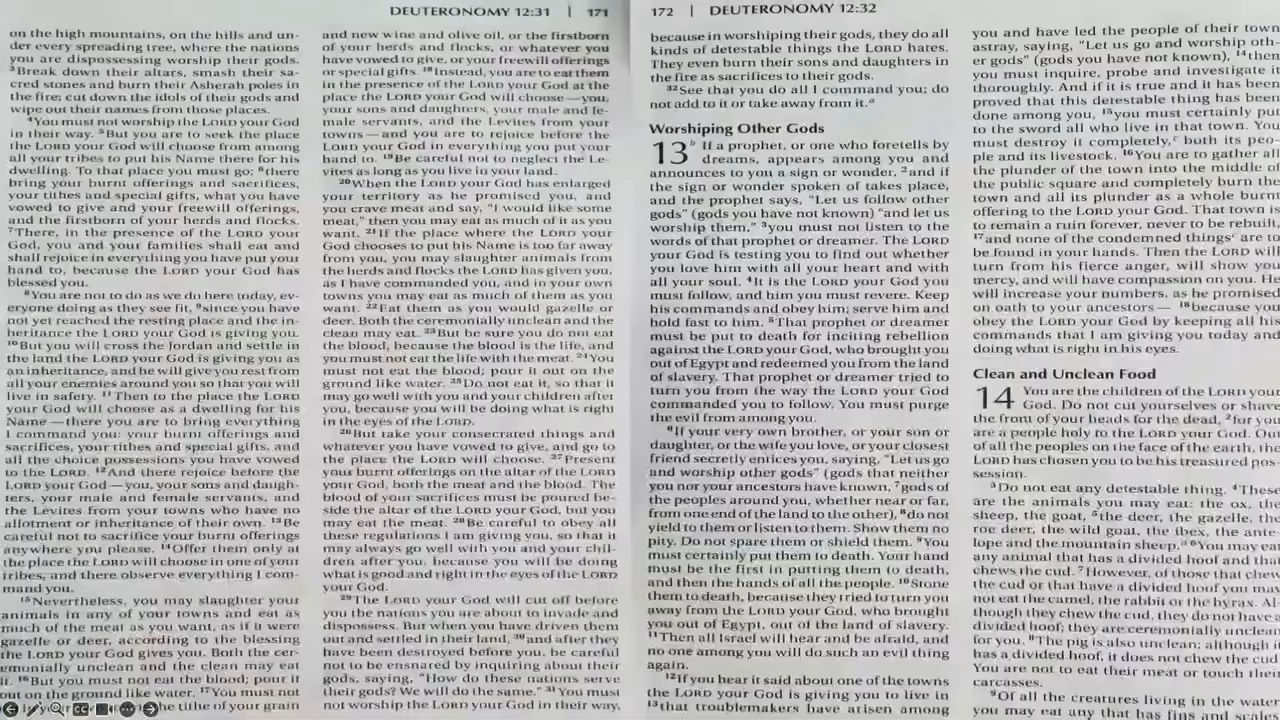 DEUTERONOMY 12:31 | 171
on the high mountains, on the hills and un-
der every spreading tree, where the nations
you are dispossessing worship their gods.
³Break down their altars, smash their sa-
cred stones and burn their Asherah poles in
the fire; cut down the idols of their gods and
wipe out their names from those places.
⁴You must not worship the LORD your God
in their way. ⁵But you are to seek the place
the LORD your God will choose from among
all your tribes to put his Name there for his
dwelling. To that place you must go; ⁶there
bring your burnt offerings and sacrifices,
your tithes and special gifts, what you have
vowed to give and your freewill offerings,
and the firstborn of your herds and flocks.
⁷There, in the presence of the LORD your
God, you and your families shall eat and
shall rejoice in everything you have put your
hand to, because the LORD your God has
blessed you.
⁸You are not to do as we do here today, ev-
eryone doing as they see fit, ⁹since you have
not yet reached the resting place and the in-
heritance the LORD your God is giving you.
¹⁰But you will cross the Jordan and settle in
the land the LORD your God is giving you as
an inheritance, and he will give you rest from
all your enemies around you so that you will
live in safety. ¹¹Then to the place the LORD
your God will choose as a dwelling for his
Name—there you are to bring everything
I command you: your burnt offerings and
sacrifices, your tithes and special gifts, and
all the choice possessions you have vowed
to the LORD. ¹²And there rejoice before the
LORD your God—you, your sons and daugh-
ters, your male and female servants, and
the Levites from your towns who have no
allotment or inheritance of their own. ¹³Be
careful not to sacrifice your burnt offerings
anywhere you please. ¹⁴Offer them only at
the place the LORD will choose in one of your
tribes, and there observe everything I com-
mand you.
¹⁵Nevertheless, you may slaughter your
animals in any of your towns and eat as
much of the meat as you want, as if it were
gazelle or deer, according to the blessing
the LORD your God gives you. Both the cer-
emonially unclean and the clean may eat
it. ¹⁶But you must not eat the blood; pour it
out on the ground like water. ¹⁷You must not
the tithe of your grain
and new wine and olive oil, or the firstborn
of your herds and flocks, or whatever you
have vowed to give, or your freewill offerings
or special gifts. ¹⁸Instead, you are to eat them
in the presence of the LORD your God at
the place the LORD your God will choose—you,
your sons and daughters, your male and fe-
male servants, and the Levites from your
towns—and you are to rejoice before the
LORD your God in everything you put your
hand to. ¹⁹Be careful not to neglect the Le-
vites as long as you live in your land.
²⁰When the LORD your God has enlarged
your territory as he promised you, and
you crave meat and say, "I would like some
meat," then you may eat as much of it as you
want. ²¹If the place where the LORD your God
chooses to put his Name is too far away
from you, you may slaughter animals from
the herds and flocks the LORD has given you,
as I have commanded you, and in your own
towns you may eat as much of them as you
want. ²²Eat them as you would gazelle or
deer. Both the ceremonially unclean and the
clean may eat. ²³But be sure you do not eat
the blood, because the blood is the life, and
you must not eat the life with the meat. ²⁴You
must not eat the blood; pour it out on the
ground like water. ²⁵Do not eat it, so that it
may go well with you and your children after
you, because you will be doing what is right
in the eyes of the LORD.
²⁶But take your consecrated things and
whatever you have vowed to give, and go to
the place the LORD will choose. ²⁷Present
your burnt offerings on the altar of the LORD
your God, both the meat and the blood. The
blood of your sacrifices must be poured be-
side the altar of the LORD your God, but you
may eat the meat. ²⁸Be careful to obey all
these regulations I am giving you, so that it
may always go well with you and your chil-
dren after you, because you will be doing
what is good and right in the eyes of the LORD
your God.
²⁹The LORD your God will cut off before
you the nations you are about to invade and
dispossess. But when you have driven them
out and settled in their land, ³⁰and after they
have been destroyed before you, be careful
not to be ensnared by inquiring about their
gods, saying, "How do these nations serve
their gods? We will do the same." ³¹You must
not worship the LORD your God in their way,
172 | DEUTERONOMY 12:32
because in worshiping their gods, they do all
kinds of detestable things the LORD hates.
They even burn their sons and daughters in
the fire as sacrifices to their gods.
³²See that you do all I command you; do
not add to it or take away from it.ᵃ
Worshiping Other Gods
13ᵇ If a prophet, or one who foretells by
dreams, appears among you and
announces to you a sign or wonder, ²and if
the sign or wonder spoken of takes place,
and the prophet says, "Let us follow other
gods" (gods you have not known) "and let us
worship them," ³you must not listen to the
words of that prophet or dreamer. The LORD
your God is testing you to find out whether
you love him with all your heart and with
all your soul. ⁴It is the LORD your God you
must follow, and him you must revere. Keep
his commands and obey him; serve him and
hold fast to him. ⁵That prophet or dreamer
must be put to death for inciting rebellion
against the LORD your God, who brought you
out of Egypt and redeemed you from the land
of slavery. That prophet or dreamer tried to
turn you from the way the LORD your God
commanded you to follow. You must purge
the evil from among you.
⁶If your very own brother, or your son or
daughter, or the wife you love, or your closest
friend secretly entices you, saying, "Let us go
and worship other gods" (gods that neither
you nor your ancestors have known, ⁷gods of
the peoples around you, whether near or far,
from one end of the land to the other), ⁸do not
yield to them or listen to them. Show them no
pity. Do not spare them or shield them. ⁹You
must certainly put them to death. Your hand
must be the first in putting them to death,
and then the hands of all the people. ¹⁰Stone
them to death, because they tried to turn you
away from the LORD your God, who brought
you out of Egypt, out of the land of slavery.
¹¹Then all Israel will hear and be afraid, and
no one among you will do such an evil thing
again.
¹²If you hear it said about one of the towns
the LORD your God is giving you to live in
¹³that troublemakers have arisen among
you and have led the people of their town
astray, saying, "Let us go and worship oth-
er gods" (gods you have not known), ¹⁴then
you must inquire, probe and investigate it
thoroughly. And if it is true and it has been
proved that this detestable thing has been
done among you, ¹⁵you must certainly put
to the sword all who live in that town. You
must destroy it completely,ᶜ both its peo-
ple and its livestock. ¹⁶You are to gather all
the plunder of the town into the middle of
the public square and completely burn the
town and all its plunder as a whole burnt
offering to the LORD your God. That town is
to remain a ruin forever, never to be rebuilt,
¹⁷and none of the condemned thingsᶜ are to
be found in your hands. Then the LORD will
turn from his fierce anger, will show you
mercy, and will have compassion on you. He
will increase your numbers, as he promised
on oath to your ancestors— ¹⁸because you
obey the LORD your God by keeping all his
commands that I am giving you today and
doing what is right in his eyes.
Clean and Unclean Food
14 You are the children of the LORD your
God. Do not cut yourselves or shave
the front of your heads for the dead, ²for you
are a people holy to the LORD your God. Out
of all the peoples on the face of the earth, the
LORD has chosen you to be his treasured pos-
session.
³Do not eat any detestable thing. ⁴These
are the animals you may eat: the ox, the
sheep, the goat, ⁵the deer, the gazelle, the
roe deer, the wild goat, the ibex, the ante-
lope and the mountain sheep.ᵈ ⁶You may eat
any animal that has a divided hoof and that
chews the cud. ⁷However, of those that chew
the cud or that have a divided hoof you may
not eat the camel, the rabbit or the hyrax. Al-
though they chew the cud, they do not have a
divided hoof; they are ceremonially unclean
for you. ⁸The pig is also unclean; although it
has a divided hoof, it does not chew the cud.
You are not to eat their meat or touch their
carcasses.
⁹Of all the creatures living in the water
you may eat any that has fins and scales